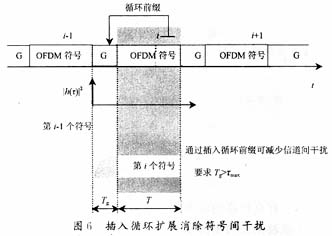 循环前缀
i-1 i i+1
G OFDM 符号 G OFDM 符号 G OFDM 符号 G
t
|h(τ)|²
第 i-1 个符号
通过插入循环前缀可减少信道间干扰
第 i 个符号
要求 Tg>τmax
Tg T
图 6 插入循环扩展消除符号间干扰